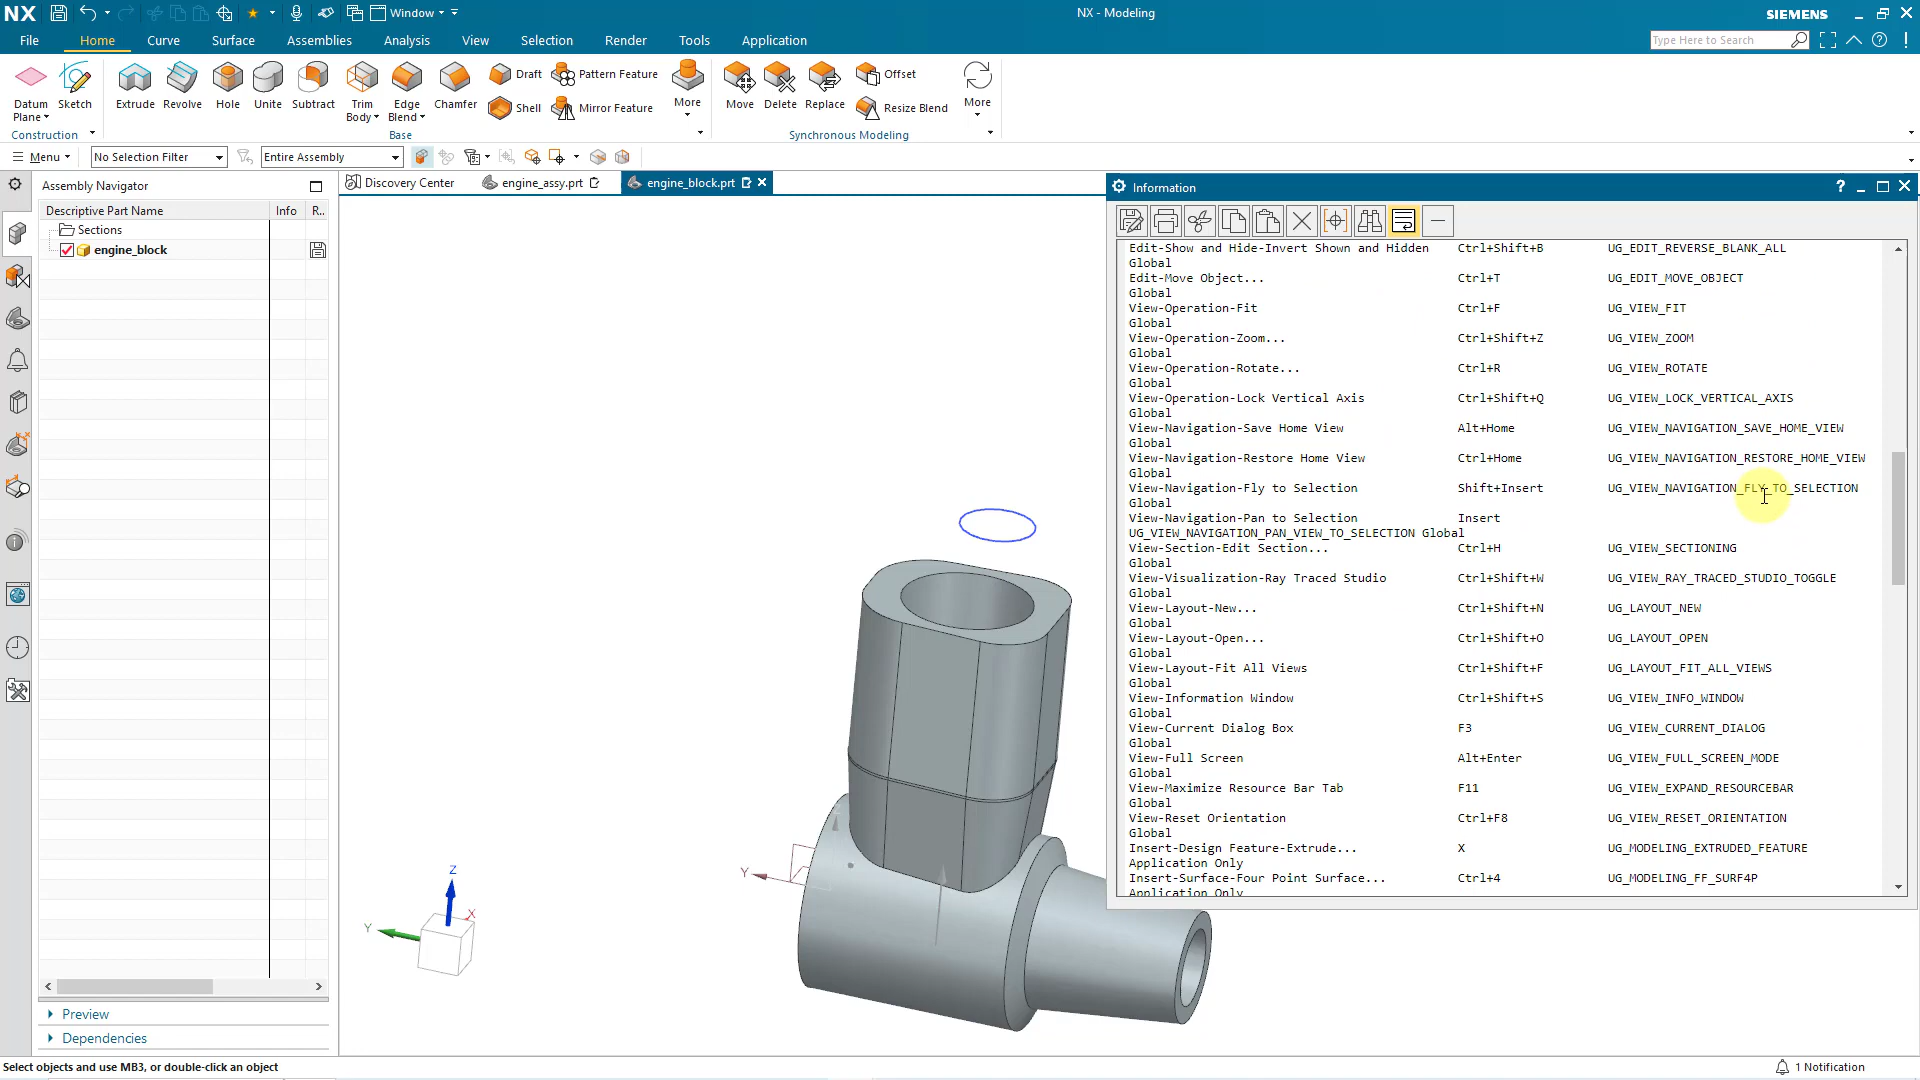 NX
Window
NX - Modeling
SIEMENS
File
Home
Curve
Surface
Assemblies
Analysis
View
Selection
Render
Tools
Application
Type Here to Search
Datum Plane
Sketch
Extrude
Revolve
Hole
Unite
Subtract
Trim Body
Edge Blend
Chamfer
Draft
Shell
Pattern Feature
Mirror Feature
More
Move
Delete
Replace
Offset
Resize Blend
More
Construction
Base
Synchronous Modeling
Menu
No Selection Filter
Entire Assembly
Assembly Navigator
Discovery Center
engine_assy.prt
engine_block.prt
Descriptive Part Name
Info
R..
Sections
engine_block
Information
Edit-Show and Hide-Invert Shown and Hidden Ctrl+Shift+B UG_EDIT_REVERSE_BLANK_ALL
Global
Edit-Move Object... Ctrl+T UG_EDIT_MOVE_OBJECT
Global
View-Operation-Fit Ctrl+F UG_VIEW_FIT
Global
View-Operation-Zoom... Ctrl+Shift+Z UG_VIEW_ZOOM
Global
View-Operation-Rotate... Ctrl+R UG_VIEW_ROTATE
Global
View-Operation-Lock Vertical Axis Ctrl+Shift+Q UG_VIEW_LOCK_VERTICAL_AXIS
Global
View-Navigation-Save Home View Alt+Home UG_VIEW_NAVIGATION_SAVE_HOME_VIEW
Global
View-Navigation-Restore Home View Ctrl+Home UG_VIEW_NAVIGATION_RESTORE_HOME_VIEW
Global
View-Navigation-Fly to Selection Shift+Insert UG_VIEW_NAVIGATION_FLY_TO_SELECTION
Global
View-Navigation-Pan to Selection Insert
UG_VIEW_NAVIGATION_PAN_VIEW_TO_SELECTION Global
View-Section-Edit Section... Ctrl+H UG_VIEW_SECTIONING
Global
View-Visualization-Ray Traced Studio Ctrl+Shift+W UG_VIEW_RAY_TRACED_STUDIO_TOGGLE
Global
View-Layout-New... Ctrl+Shift+N UG_LAYOUT_NEW
Global
View-Layout-Open... Ctrl+Shift+O UG_LAYOUT_OPEN
Global
View-Layout-Fit All Views Ctrl+Shift+F UG_LAYOUT_FIT_ALL_VIEWS
Global
View-Information Window Ctrl+Shift+S UG_VIEW_INFO_WINDOW
Global
View-Current Dialog Box F3 UG_VIEW_CURRENT_DIALOG
Global
View-Full Screen Alt+Enter UG_VIEW_FULL_SCREEN_MODE
Global
View-Maximize Resource Bar Tab F11 UG_VIEW_EXPAND_RESOURCEBAR
Global
View-Reset Orientation Ctrl+F8 UG_VIEW_RESET_ORIENTATION
Global
Insert-Design Feature-Extrude... X UG_MODELING_EXTRUDED_FEATURE
Application Only
Insert-Surface-Four Point Surface... Ctrl+4 UG_MODELING_FF_SURF4P
Application Only
Y
Z
X
Y
Preview
Dependencies
Select objects and use MB3, or double-click an object
1 Notification